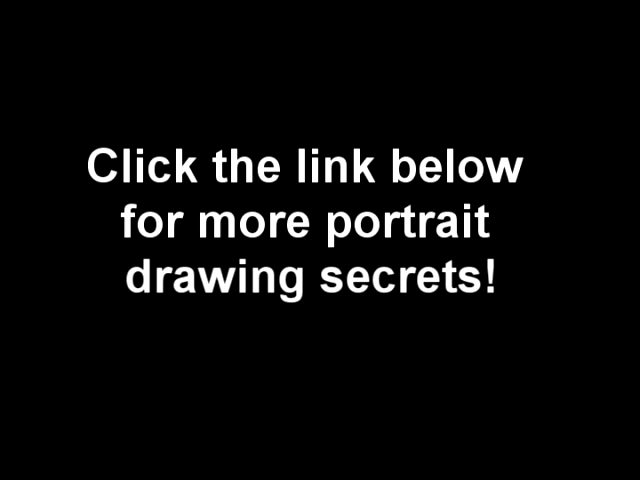 Click the link below
for more portrait
drawing secrets!